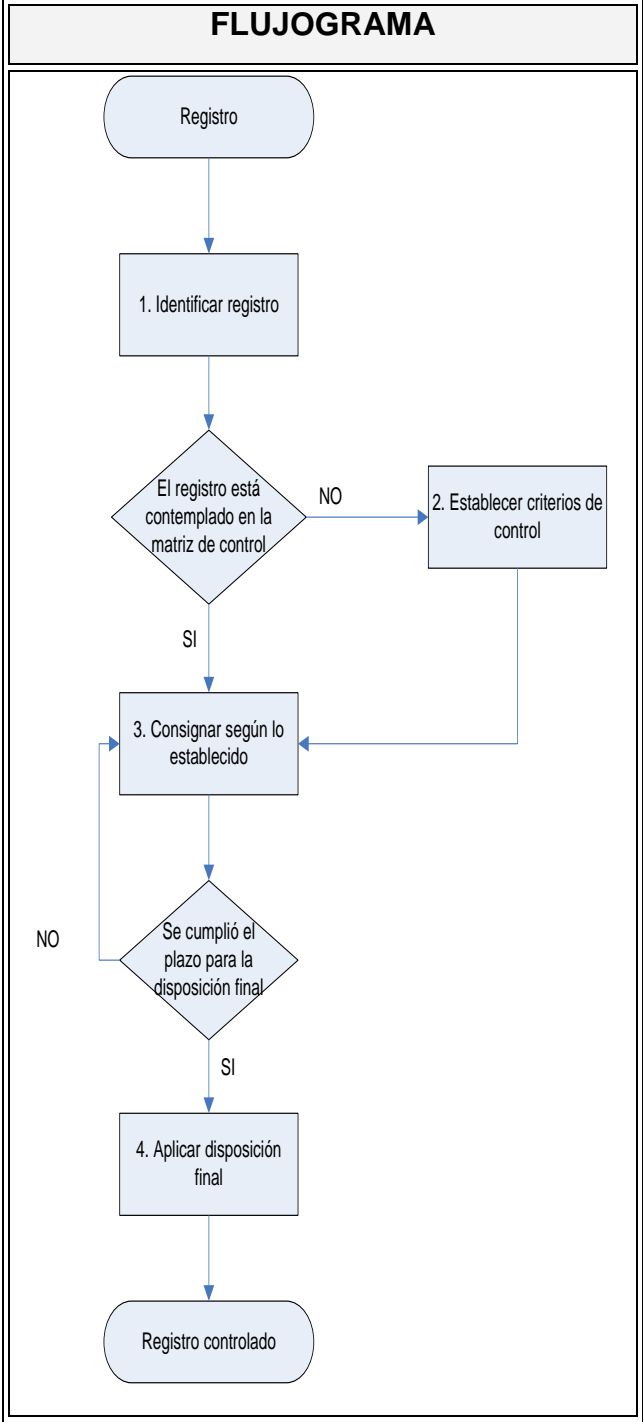 FLUJOGRAMA
Registro
1. Identificar registro
El registro está
contemplado en la
matriz de control
NO
2. Establecer criterios de
control
SI
3. Consignar según lo
establecido
NO
Se cumplió el
plazo para la
disposición final
SI
4. Aplicar disposición
final
Registro controlado